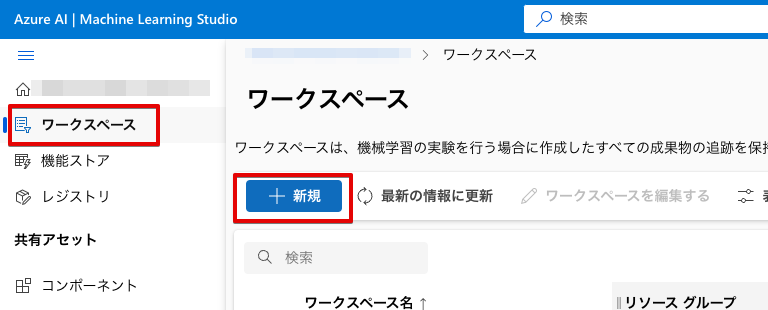 Azure AI | Machine Learning Studio
検索
ワークスペース
ワークスペース
ワークスペース
機能ストア
レジストリ
共有アセット
コンポーネント
ワークスペースは、機械学習の実験を行う場合に作成したすべての成果物の追跡を保持
新規
最新の情報に更新
ワークスペースを編集する
検索
ワークスペース名 ↑
リソース グループ